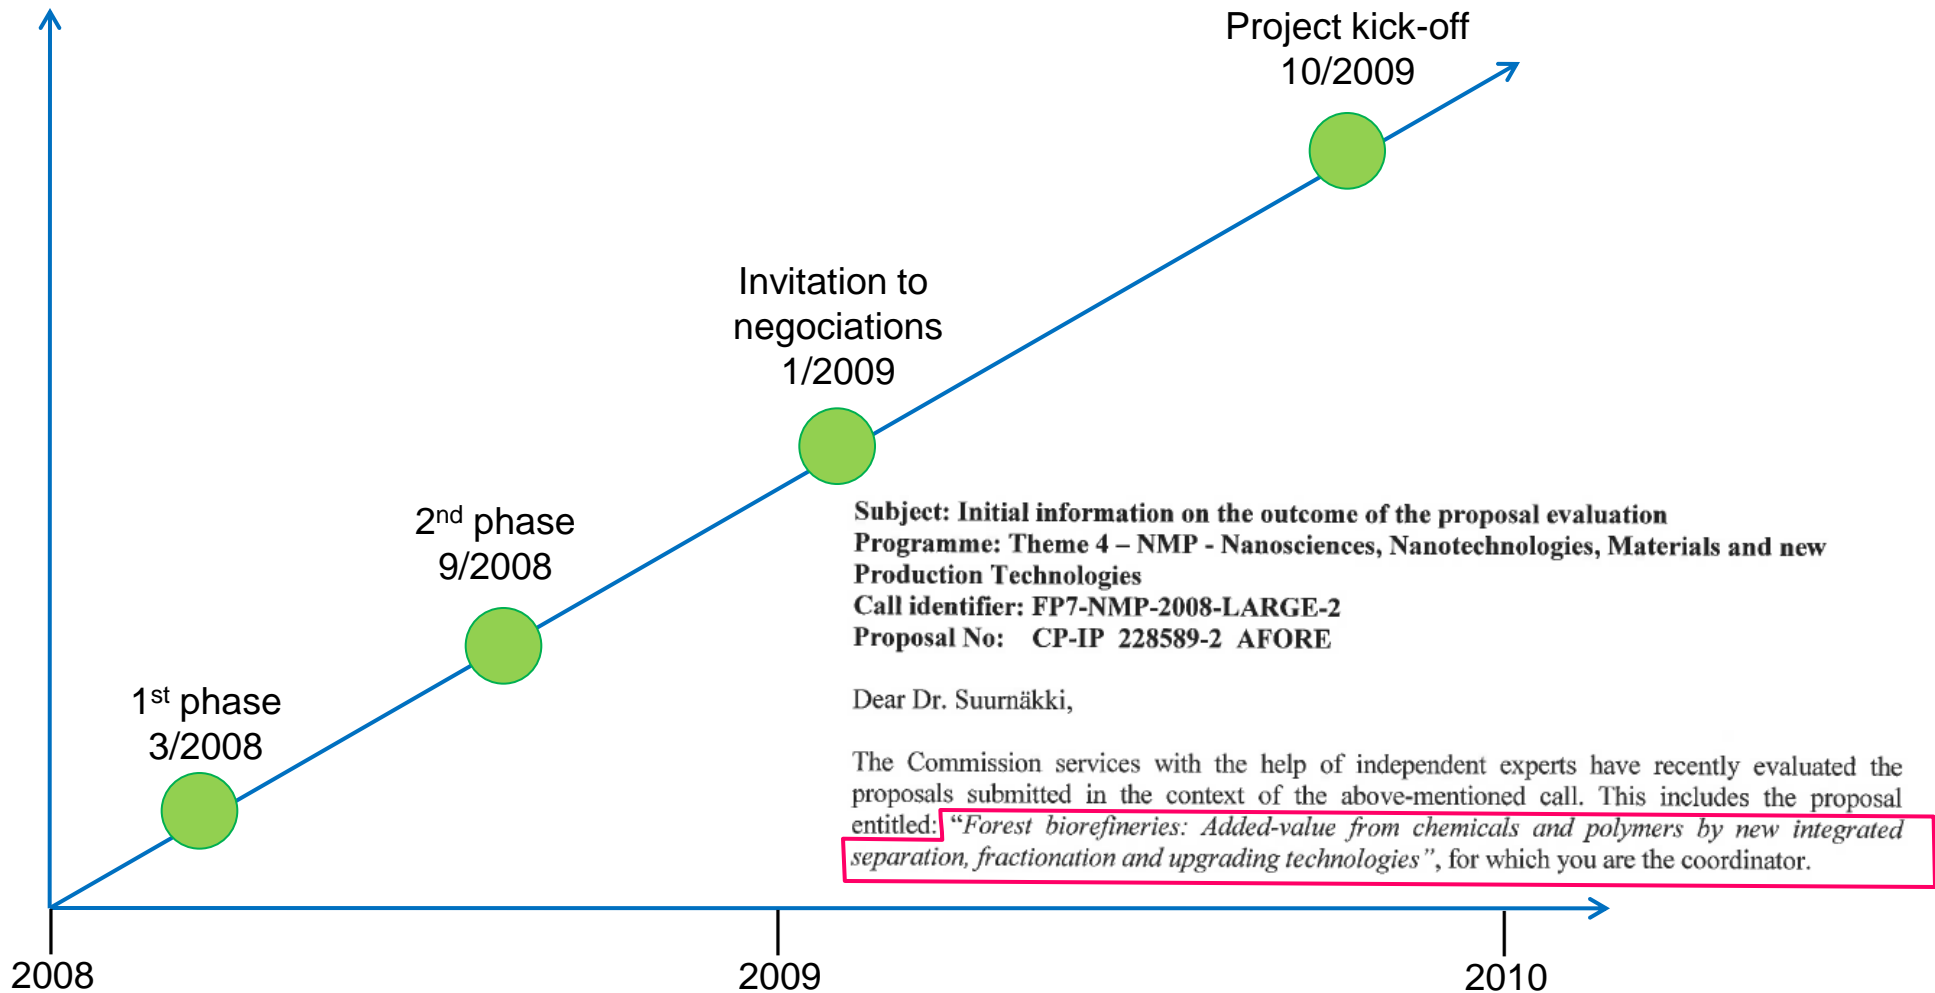 Project kick-off
10/2009
Invitation to
negociations
1/2009
2nd phase
9/2008
1st phase
3/2008
Subject: Initial information on the outcome of the proposal evaluation
Programme: Theme 4 – NMP - Nanosciences, Nanotechnologies, Materials and new
Production Technologies
Call identifier: FP7-NMP-2008-LARGE-2
Proposal No: CP-IP 228589-2 AFORE
Dear Dr. Suurnäkki,
The Commission services with the help of independent experts have recently evaluated the
proposals submitted in the context of the above-mentioned call. This includes the proposal
entitled: “Forest biorefineries: Added-value from chemicals and polymers by new integrated
separation, fractionation and upgrading technologies”, for which you are the coordinator.
2008
2009
2010